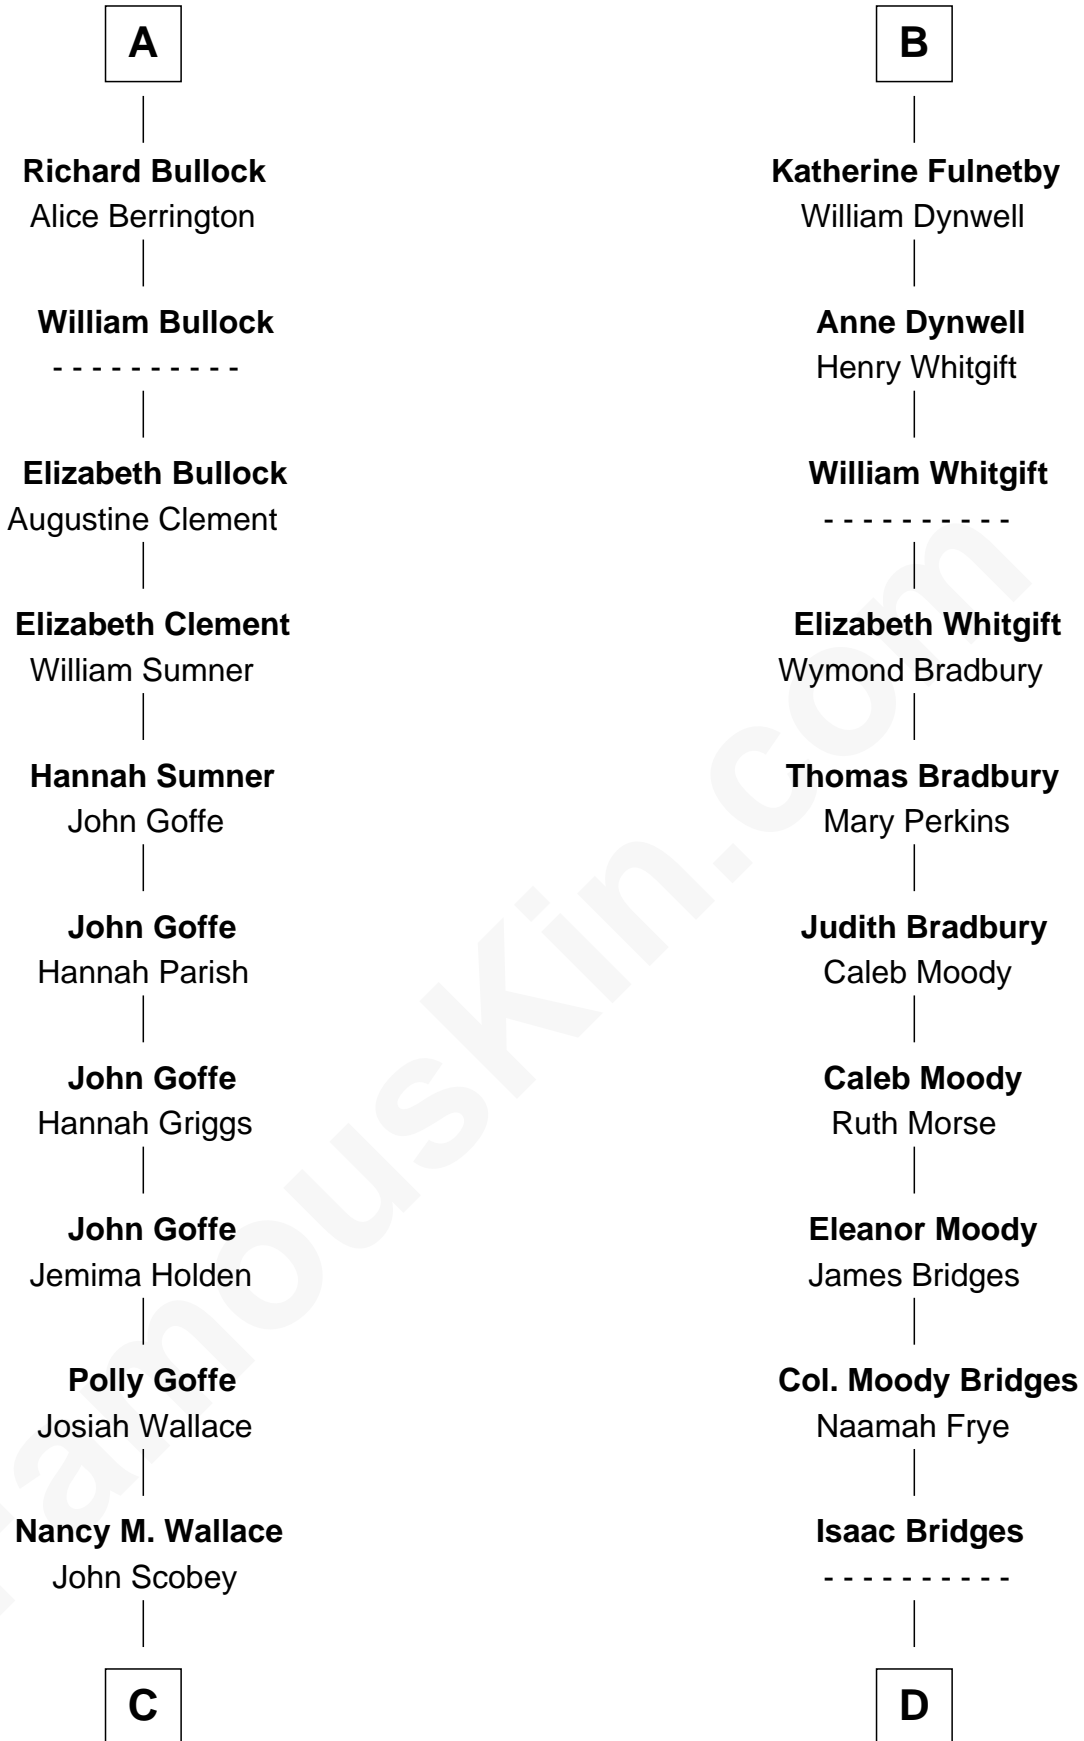 A
Richard Bullock
Alice Berrington
William Bullock
- - - - - - - - - -
Elizabeth Bullock
Augustine Clement
Elizabeth Clement
William Sumner
Hannah Sumner
John Goffe
John Goffe
Hannah Parish
John Goffe
Hannah Griggs
John Goffe
Jemima Holden
Polly Goffe
Josiah Wallace
Nancy M. Wallace
John Scobey
C
B
Katherine Fulnetby
William Dynwell
Anne Dynwell
Henry Whitgift
William Whitgift
- - - - - - - - - -
Elizabeth Whitgift
Wymond Bradbury
Thomas Bradbury
Mary Perkins
Judith Bradbury
Caleb Moody
Caleb Moody
Ruth Morse
Eleanor Moody
James Bridges
Col. Moody Bridges
Naamah Frye
Isaac Bridges
- - - - - - - - - -
D
FamousKin.com